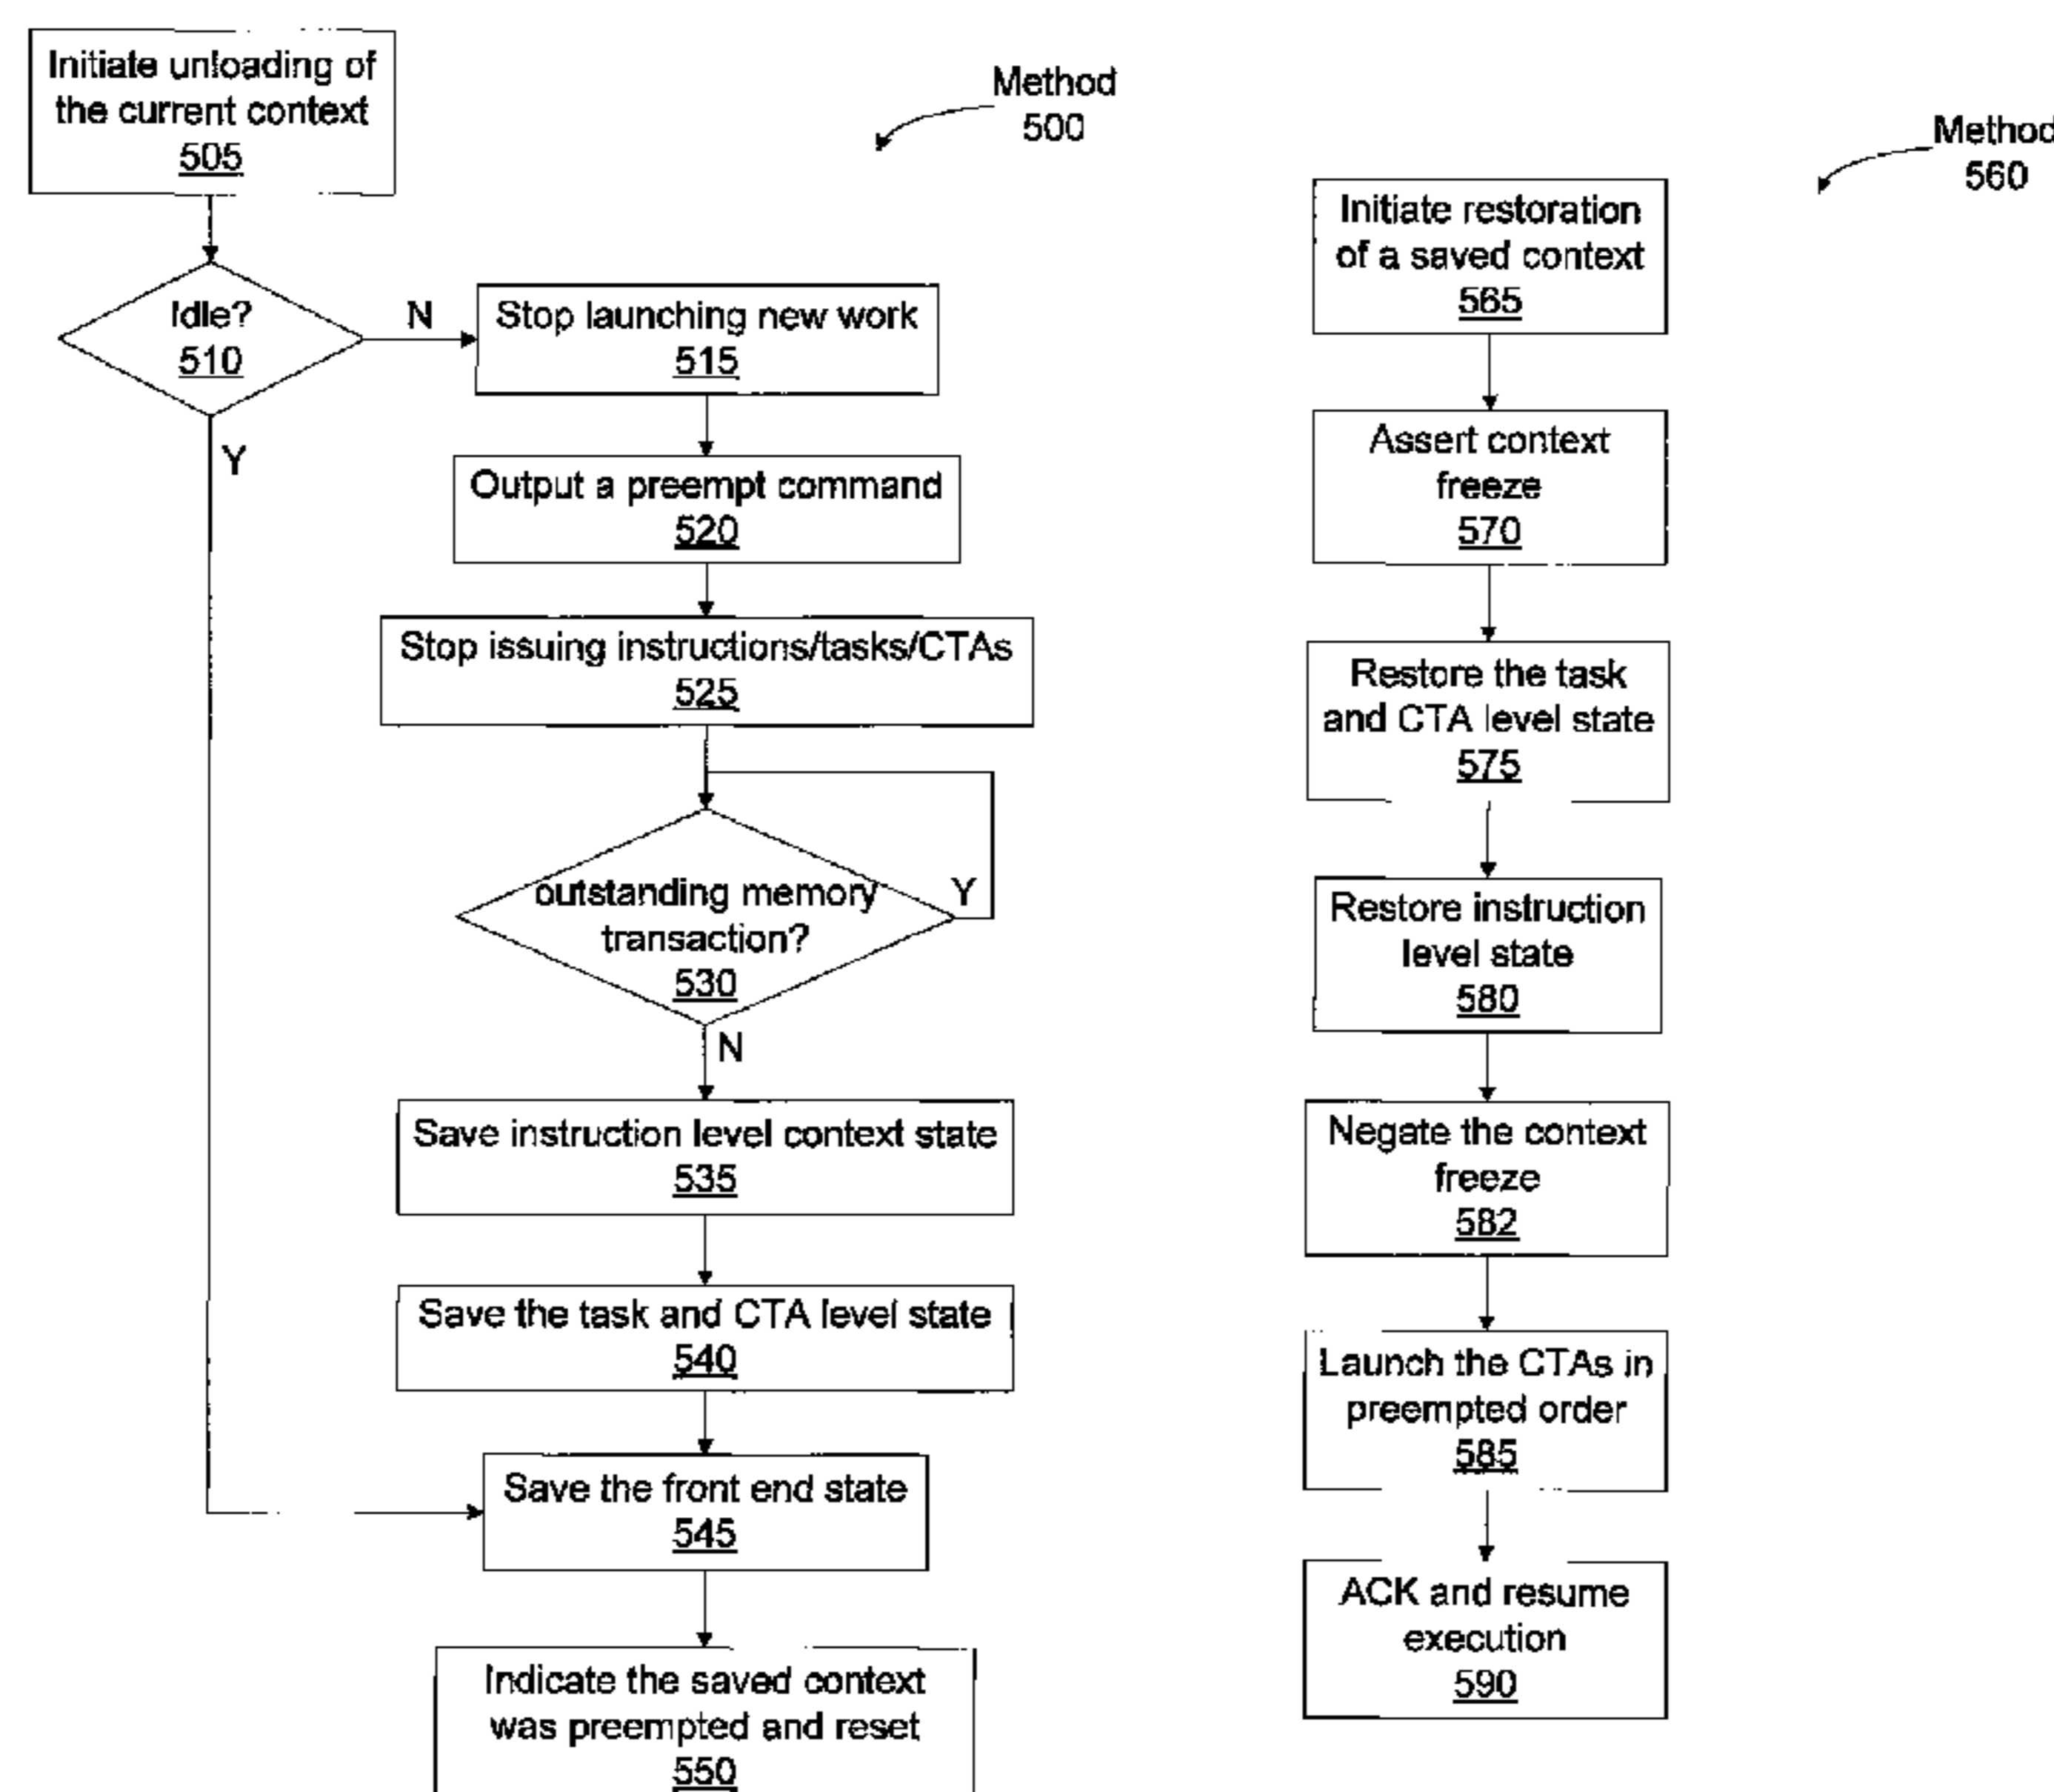 Initiate unloading of
the current context
505
Idle?
510
N
Y
Method
500
Stop launching new work
515
Output a preempt command
520
Stop issuing instructions/tasks/CTAs
525
outstanding memory
transaction?
530
Y
N
Save instruction level context state
535
Save the task and CTA level state
540
Save the front end state
545
Indicate the saved context
was preempted and reset
550
Method
560
Initiate restoration
of a saved context
565
Assert context
freeze
570
Restore the task
and CTA level state
575
Restore instruction
level state
580
Negate the context
freeze
582
Launch the CTAs in
preempted order
585
ACK and resume
execution
590